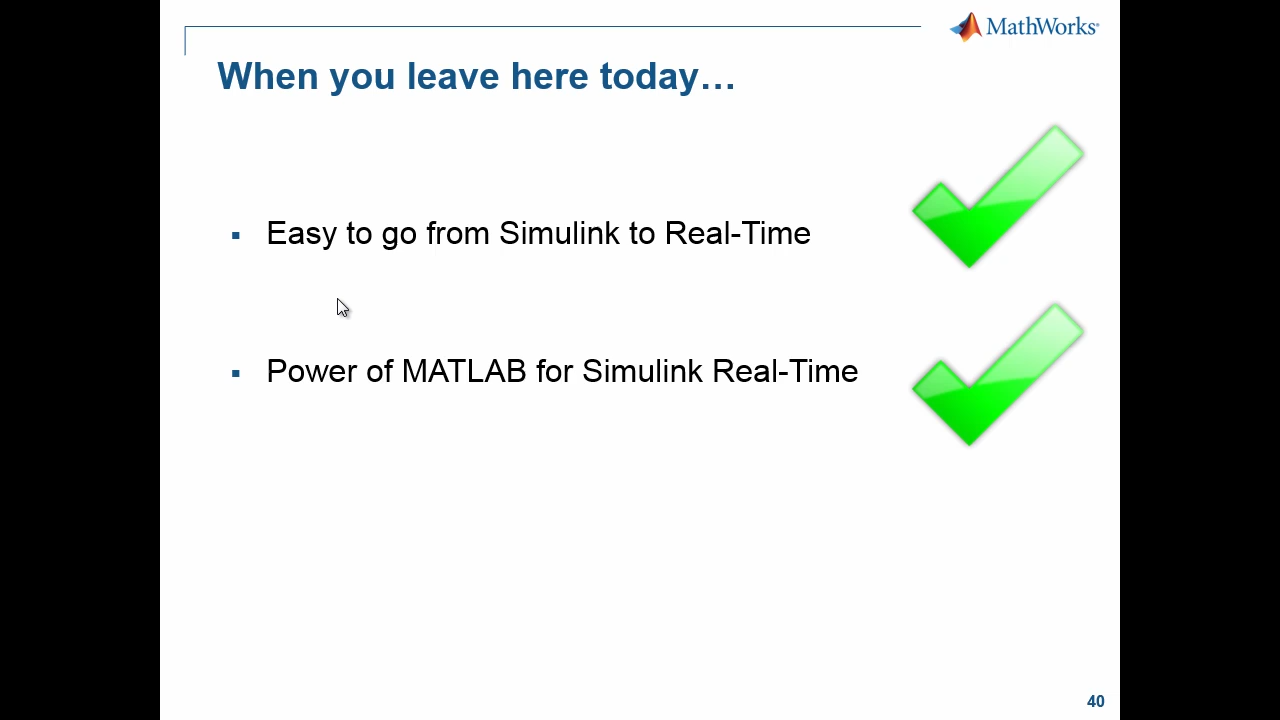 MathWorks®
When you leave here today…
▪ Easy to go from Simulink to Real-Time
▪ Power of MATLAB for Simulink Real-Time
40